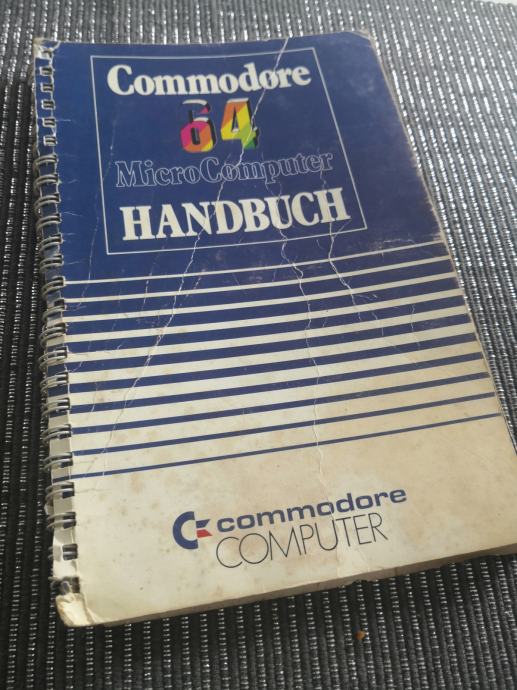 Commodore
64
MicroComputer
HANDBUCH
commodore
COMPUTER